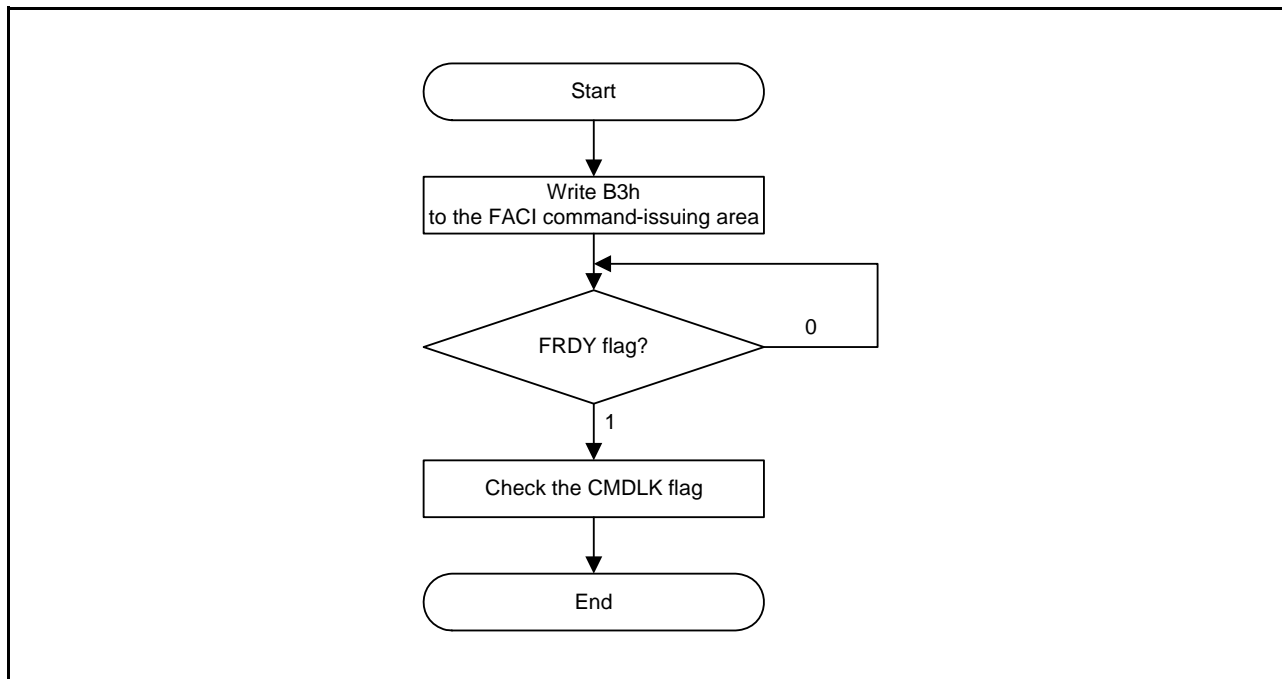 Start
Write B3h
to the FACI command-issuing area
FRDY flag?
0
1
Check the CMDLK flag
End